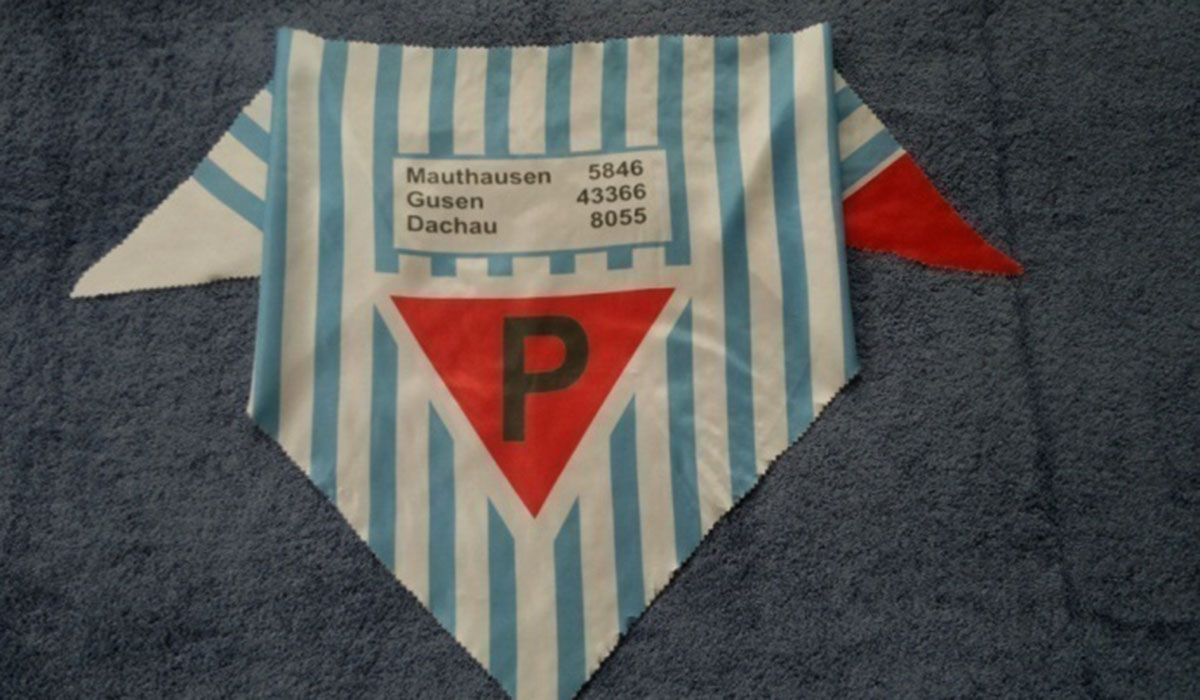 Mauthausen 5846
Gusen 43366
Dachau 8055
P